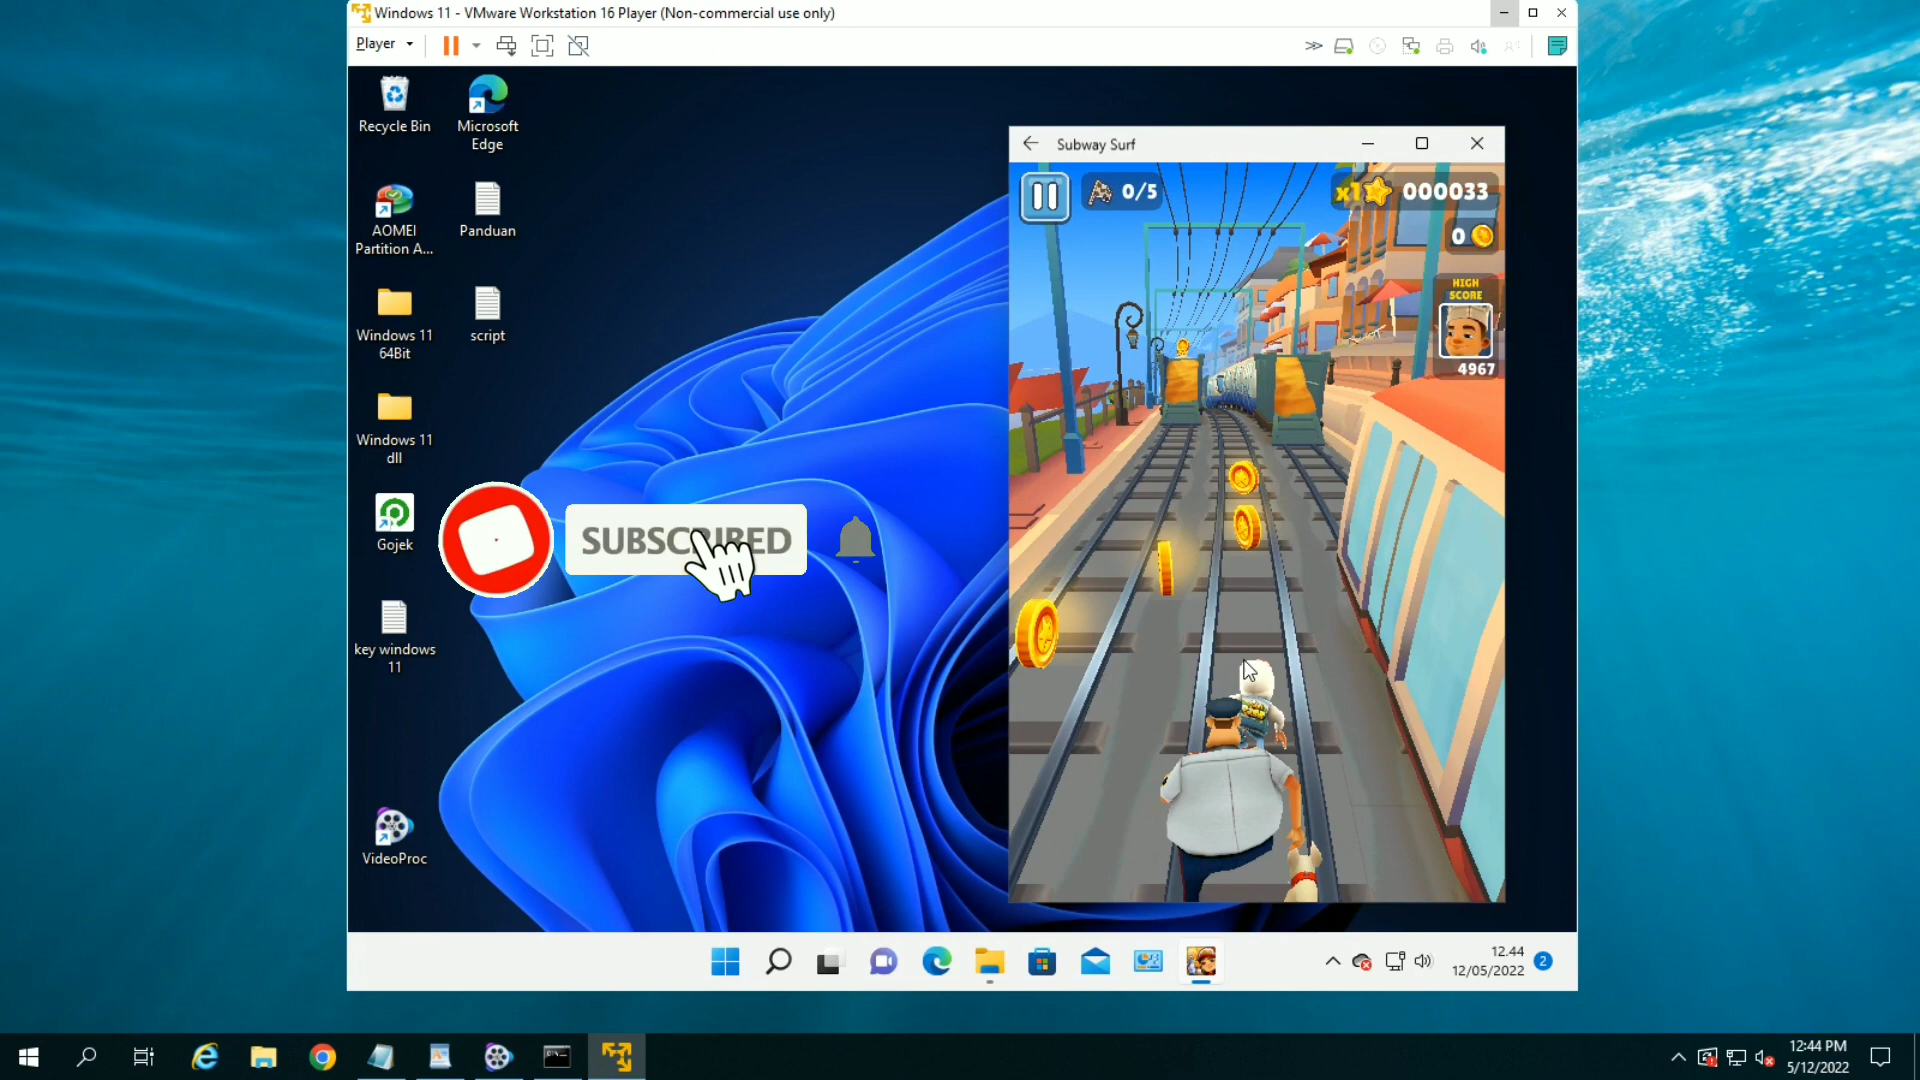 Windows 11 - VMware Workstation 16 Player (Non-commercial use only)
Player
Recycle Bin
Microsoft
Edge
AOMEI
Partition A...
Panduan
Windows 11
64Bit
script
Windows 11
dll
Gojek
key windows
11
VideoProc
SUBSCRIBED
Subway Surf
0/5
x1
000033
0
HIGH
SCORE
4967
12.44
12/05/2022
2
12:44 PM
5/12/2022